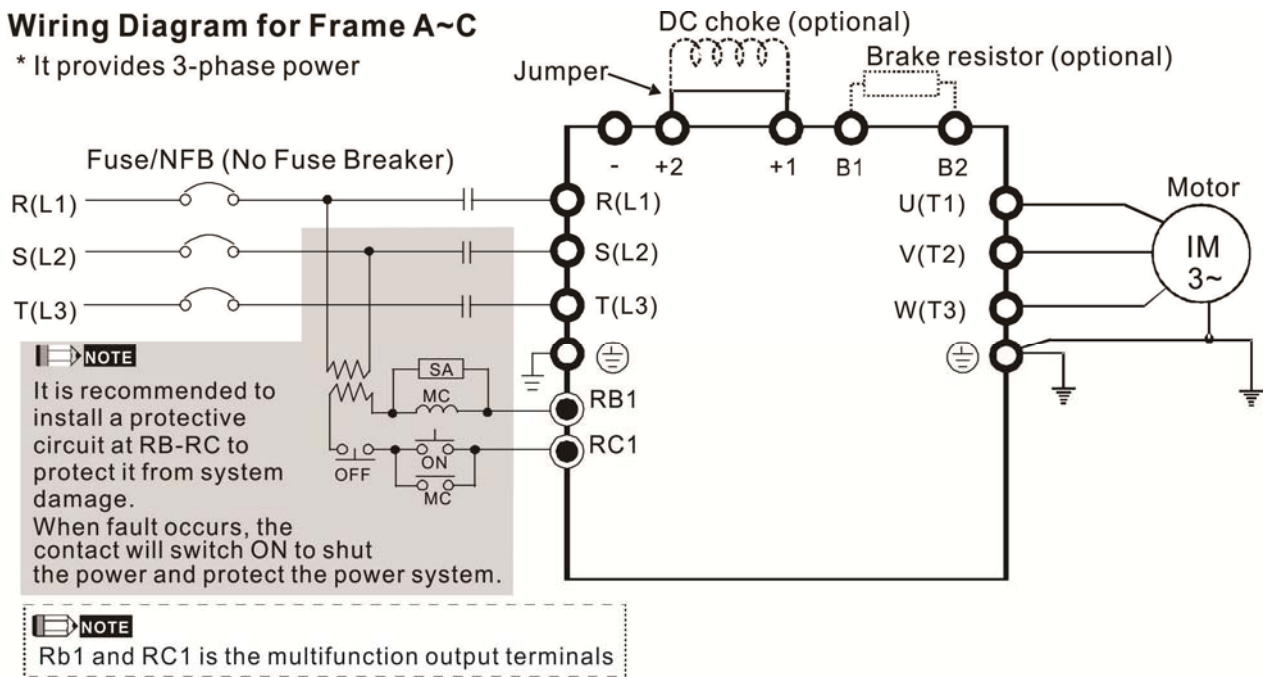 Wiring Diagram for Frame A~C
* It provides 3-phase power
DC choke (optional)
Jumper
Brake resistor (optional)
- +2 +1 B1 B2
Fuse/NFB (No Fuse Breaker)
R(L1)
S(L2)
T(L3)
R(L1)
S(L2)
T(L3)
RB1
RC1
U(T1)
V(T2)
W(T3)
Motor
IM
3~
SA
MC
OFF
ON
MC
NOTE
It is recommended to
install a protective
circuit at RB-RC to
protect it from system
damage.
When fault occurs, the
contact will switch ON to shut
the power and protect the power system.
NOTE
Rb1 and RC1 is the multifunction output terminals